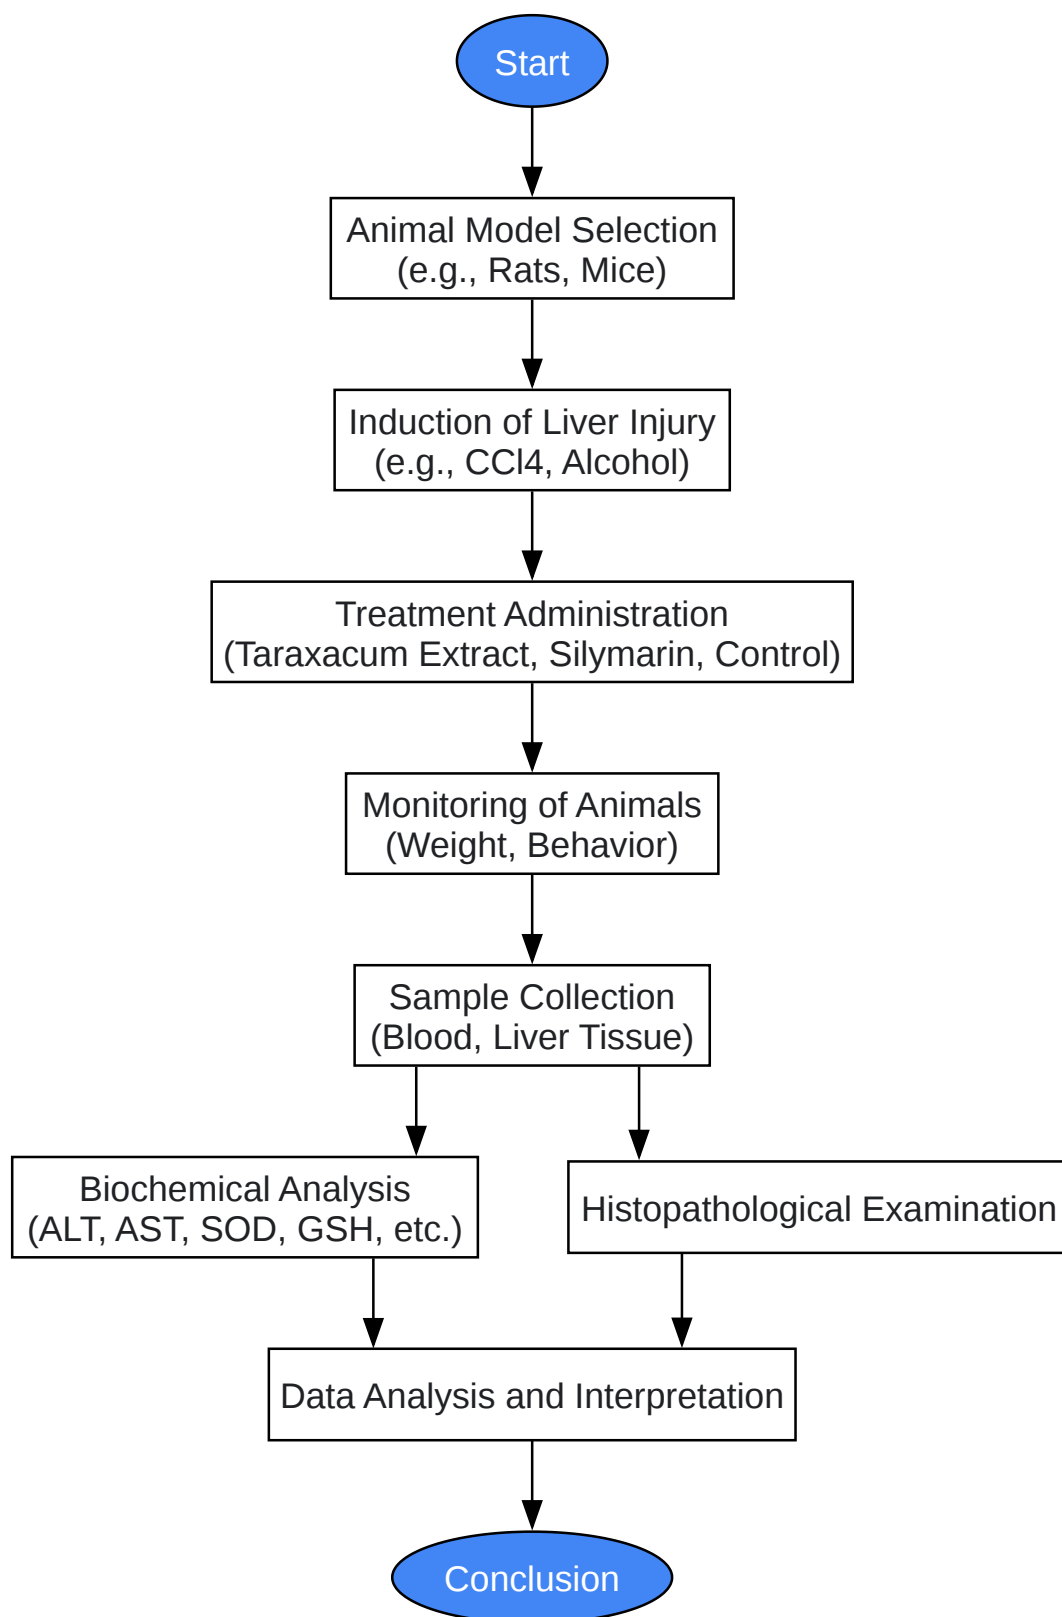 Start
Animal Model Selection
(e.g., Rats, Mice)
Induction of Liver Injury
(e.g., CCl4, Alcohol)
Treatment Administration
(Taraxacum Extract, Silymarin, Control)
Monitoring of Animals
(Weight, Behavior)
Sample Collection
(Blood, Liver Tissue)
Biochemical Analysis
(ALT, AST, SOD, GSH, etc.)
Histopathological Examination
Data Analysis and Interpretation
Conclusion